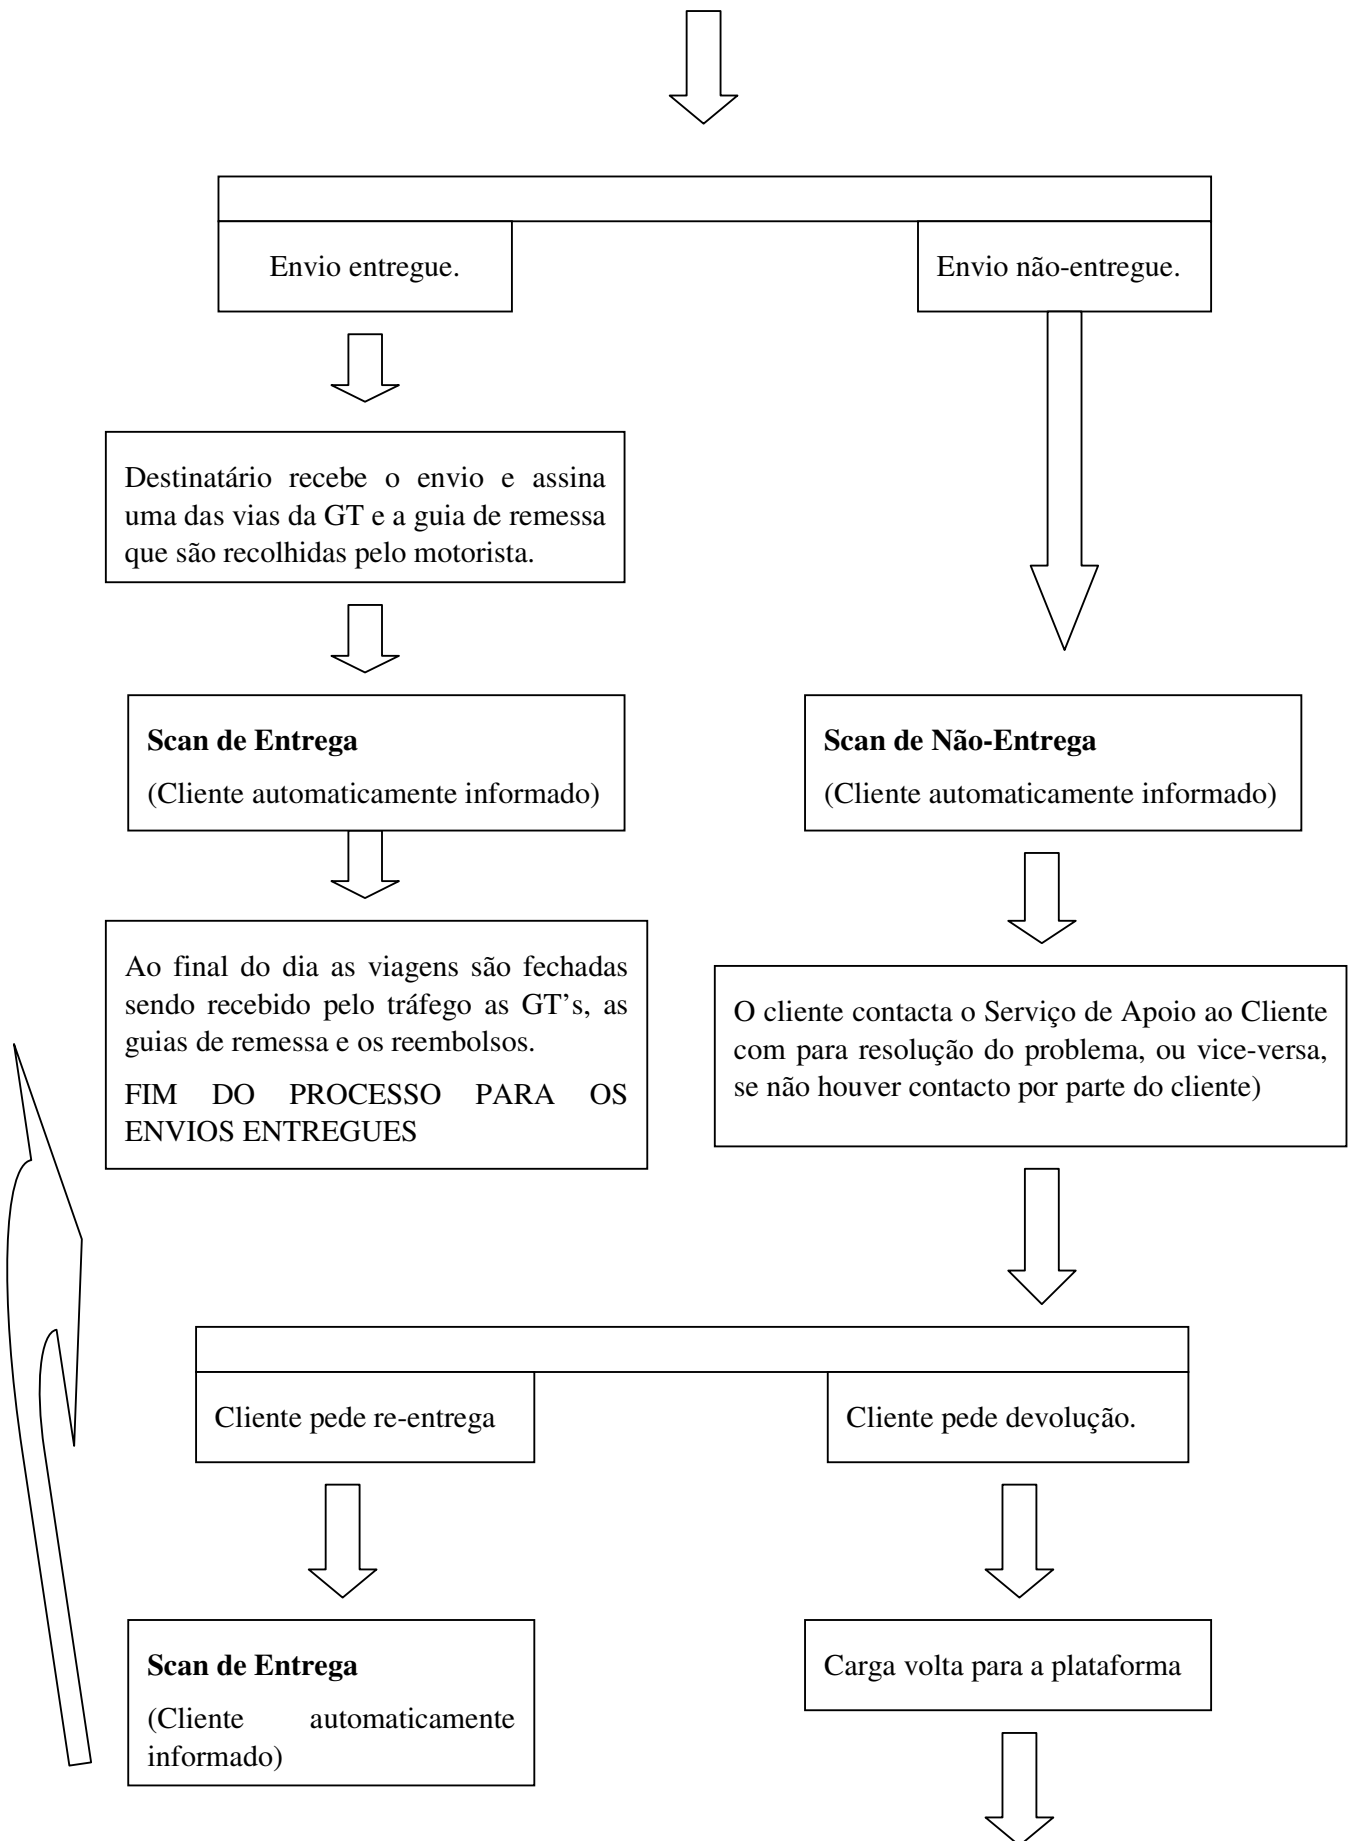 Envio entregue.
Envio não-entregue.
Destinatário recebe o envio e assina
uma das vias da GT e a guia de remessa
que são recolhidas pelo motorista.
Scan de Entrega
(Cliente automaticamente informado)
Scan de Não-Entrega
(Cliente automaticamente informado)
Ao final do dia as viagens são fechadas
sendo recebido pelo tráfego as GT’s, as
guias de remessa e os reembolsos.
FIM DO PROCESSO PARA OS
ENVIOS ENTREGUES
O cliente contacta o Serviço de Apoio ao Cliente
com para resolução do problema, ou vice-versa,
se não houver contacto por parte do cliente)
Cliente pede re-entrega
Cliente pede devolução.
Scan de Entrega
(Cliente automaticamente
informado)
Carga volta para a plataforma